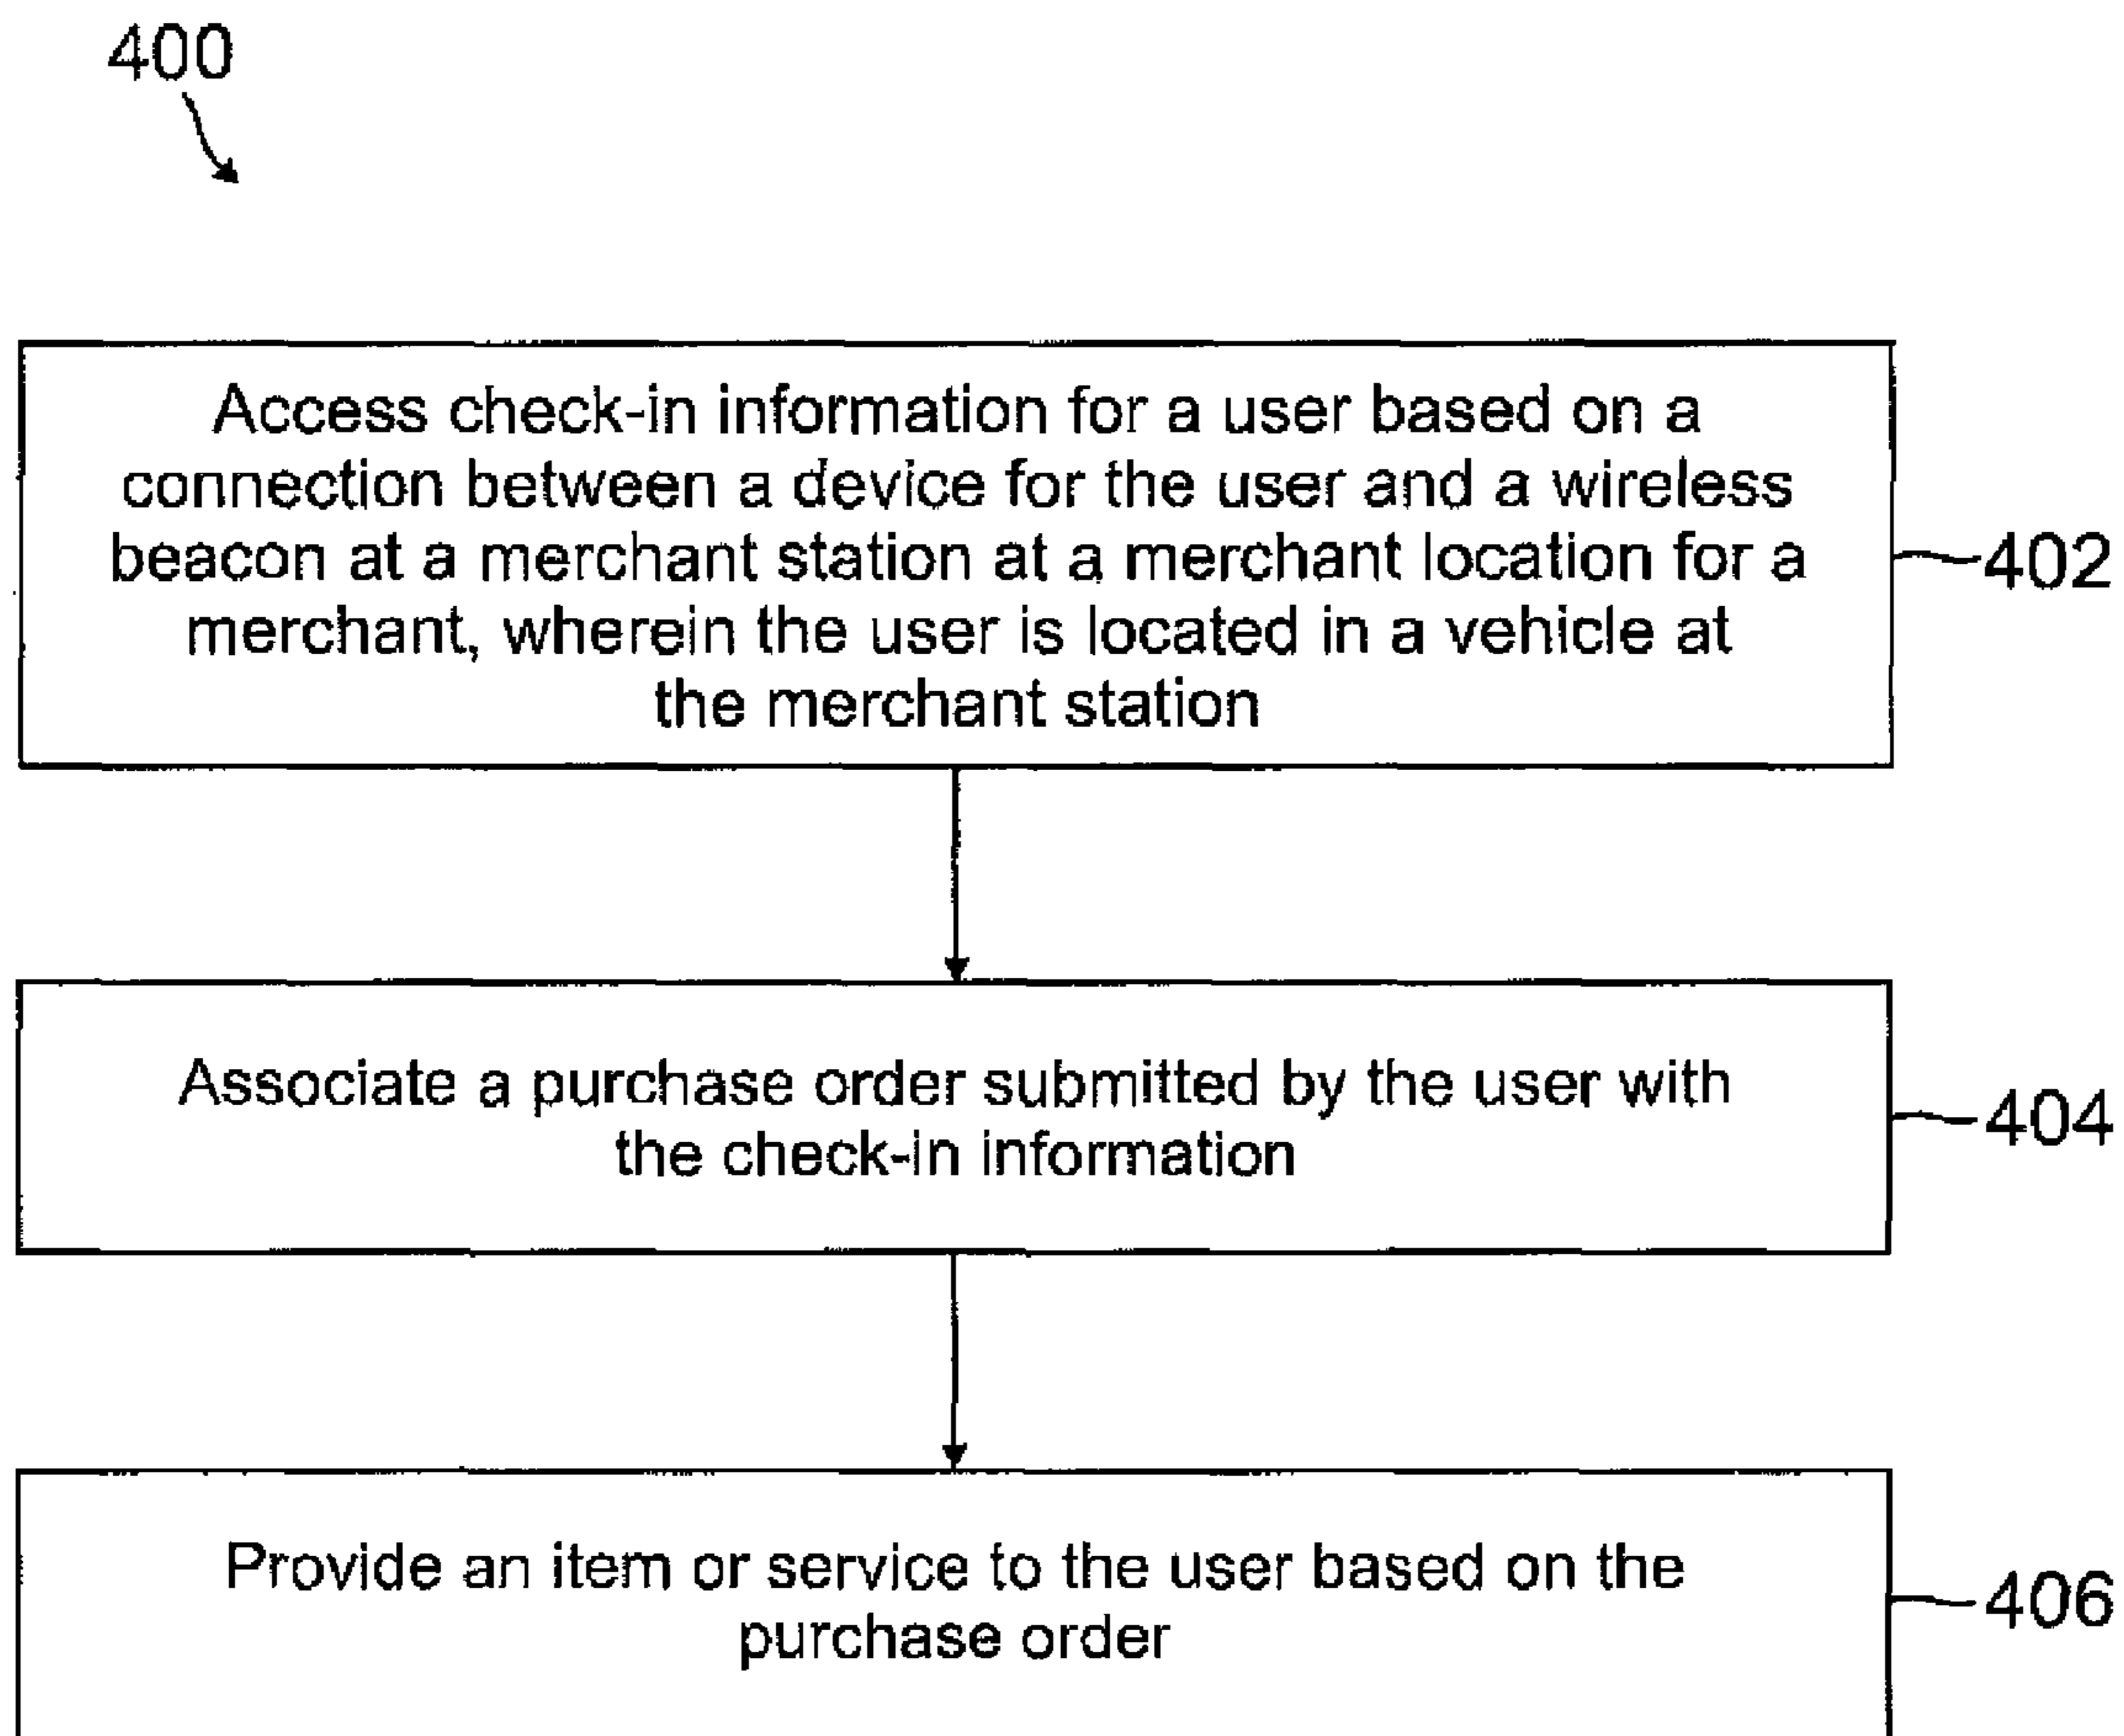 400
Access check-in information for a user based on a
connection between a device for the user and a wireless
beacon at a merchant station at a merchant location for a
merchant, wherein the user is located in a vehicle at
the merchant station
402
Associate a purchase order submitted by the user with
the check-in information
404
Provide an item or service to the user based on the
purchase order
406